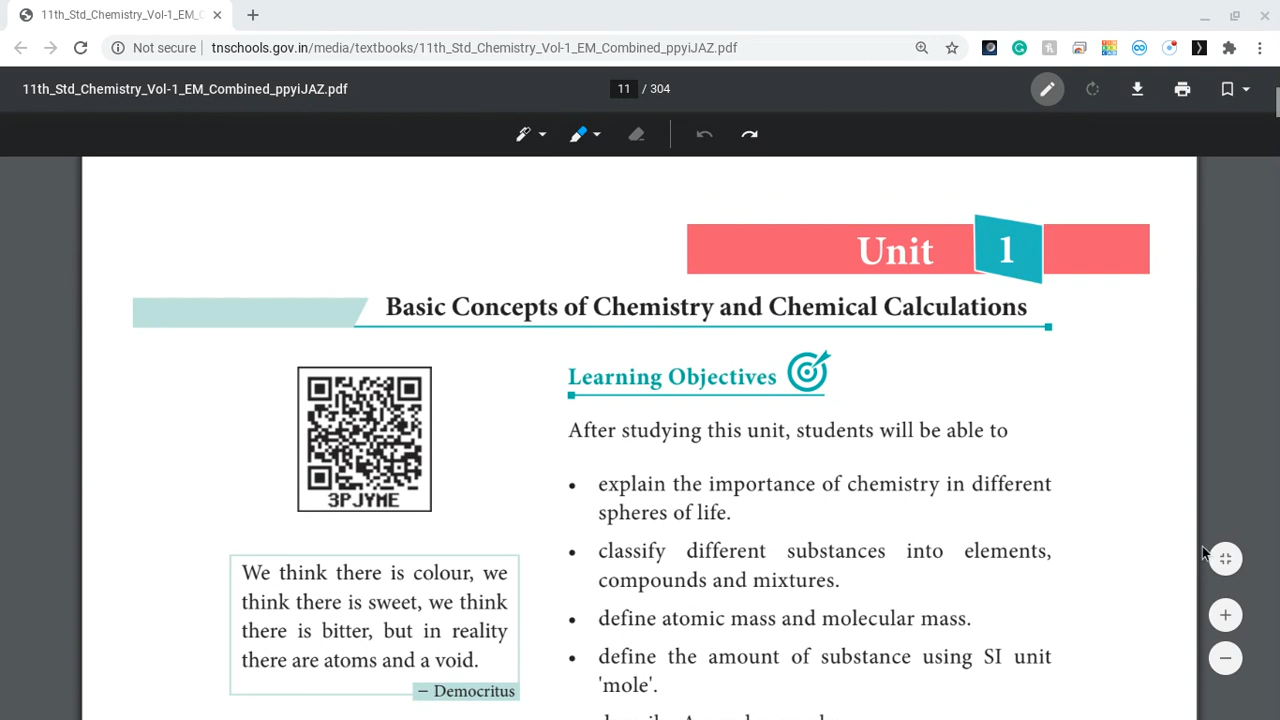 11th_Std_Chemistry_Vol-1_EM_C
Not secure tnschools.gov.in/media/textbooks/11th_Std_Chemistry_Vol-1_EM_Combined_ppyiJAZ.pdf
11th_Std_Chemistry_Vol-1_EM_Combined_ppyiJAZ.pdf 11 / 304
Unit 1
Basic Concepts of Chemistry and Chemical Calculations
3PJYME
We think there is colour, we
think there is sweet, we think
there is bitter, but in reality
there are atoms and a void.
– Democritus
Learning Objectives
After studying this unit, students will be able to
• explain the importance of chemistry in different
spheres of life.
• classify different substances into elements,
compounds and mixtures.
• define atomic mass and molecular mass.
• define the amount of substance using SI unit
'mole'.